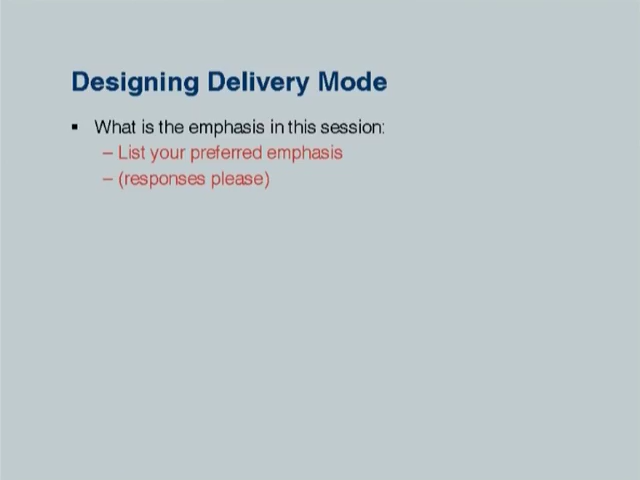 Designing Delivery Mode
▪ What is the emphasis in this session:
– List your preferred emphasis
– (responses please)